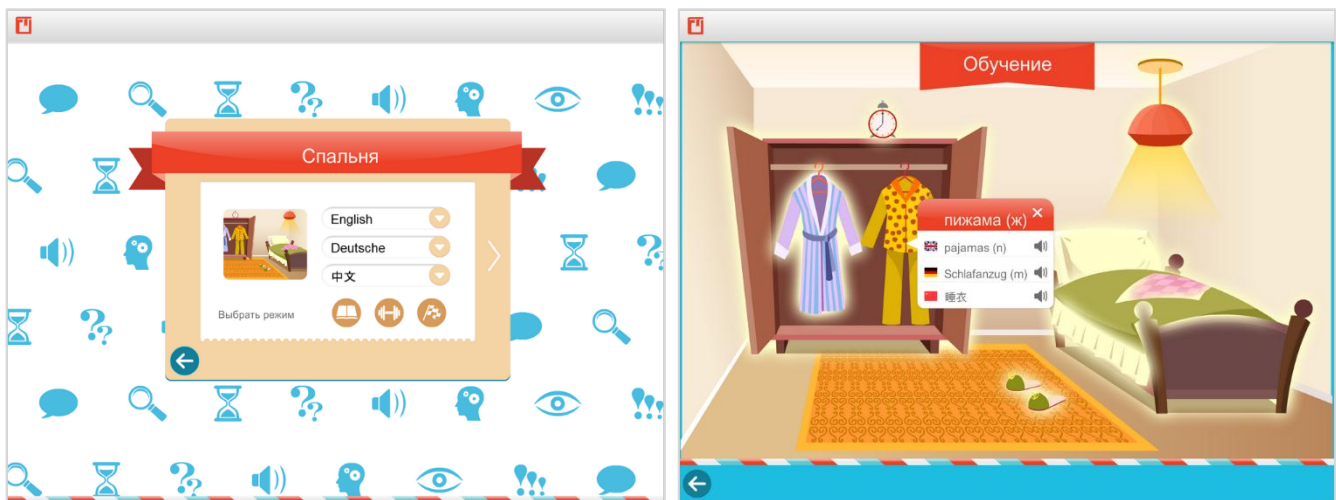 Спальня
English
Deutsche
中文
Выбрать режим
Обучение
пижама (ж)
pajamas (n)
Schlafanzug (m)
睡衣